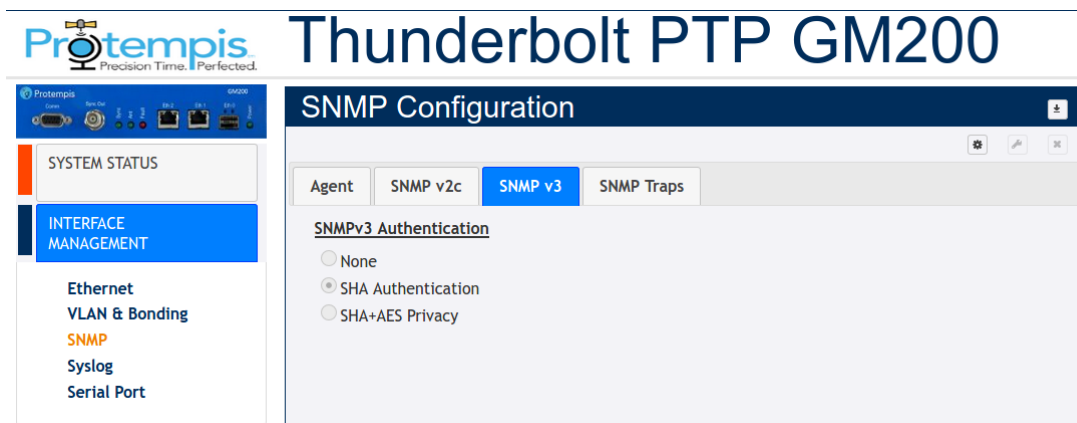 Protempis
Precision Time. Perfected.
Thunderbolt PTP GM200
Protempis
GM200
SYSTEM STATUS
INTERFACE
MANAGEMENT
Ethernet
VLAN & Bonding
SNMP
Syslog
Serial Port
SNMP Configuration
Agent
SNMP v2c
SNMP v3
SNMP Traps
SNMPv3 Authentication
None
SHA Authentication
SHA+AES Privacy